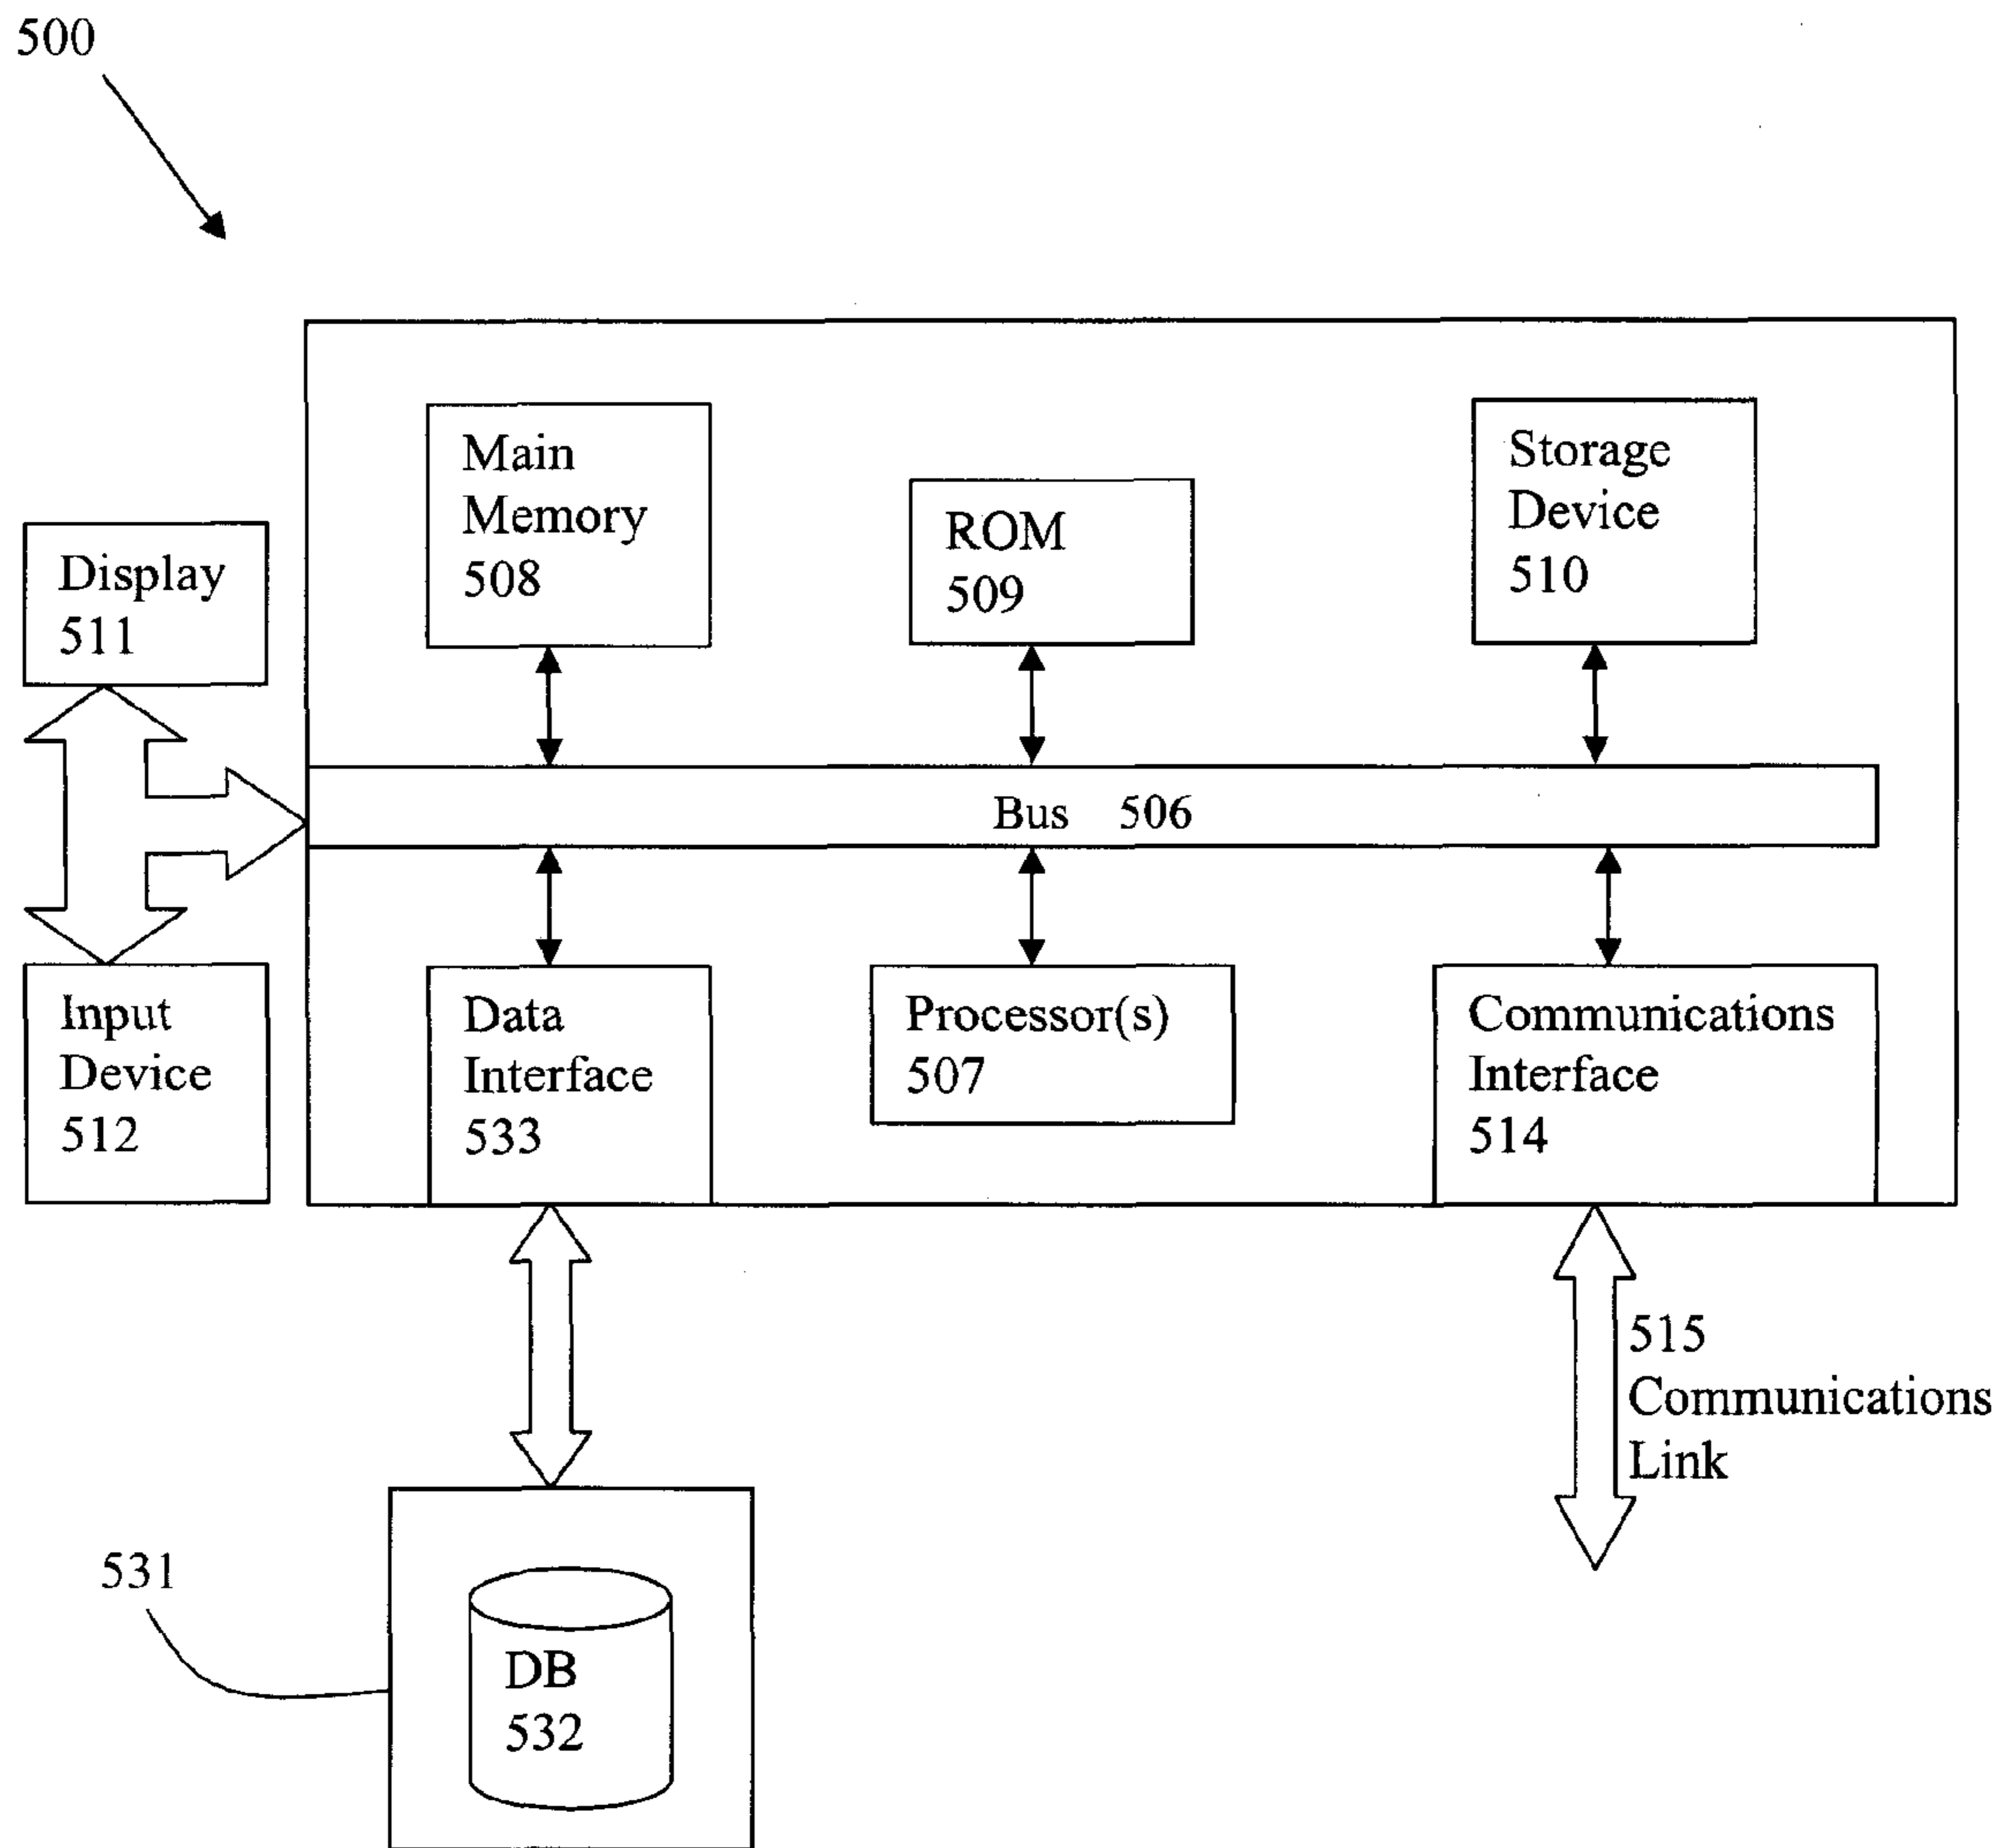 500
Main
Memory
508
ROM
509
Storage
Device
510
Display
511
Bus 506
Input
Device
512
Data
Interface
533
Processor(s)
507
Communications
Interface
514
515
Communications
Link
531
DB
532